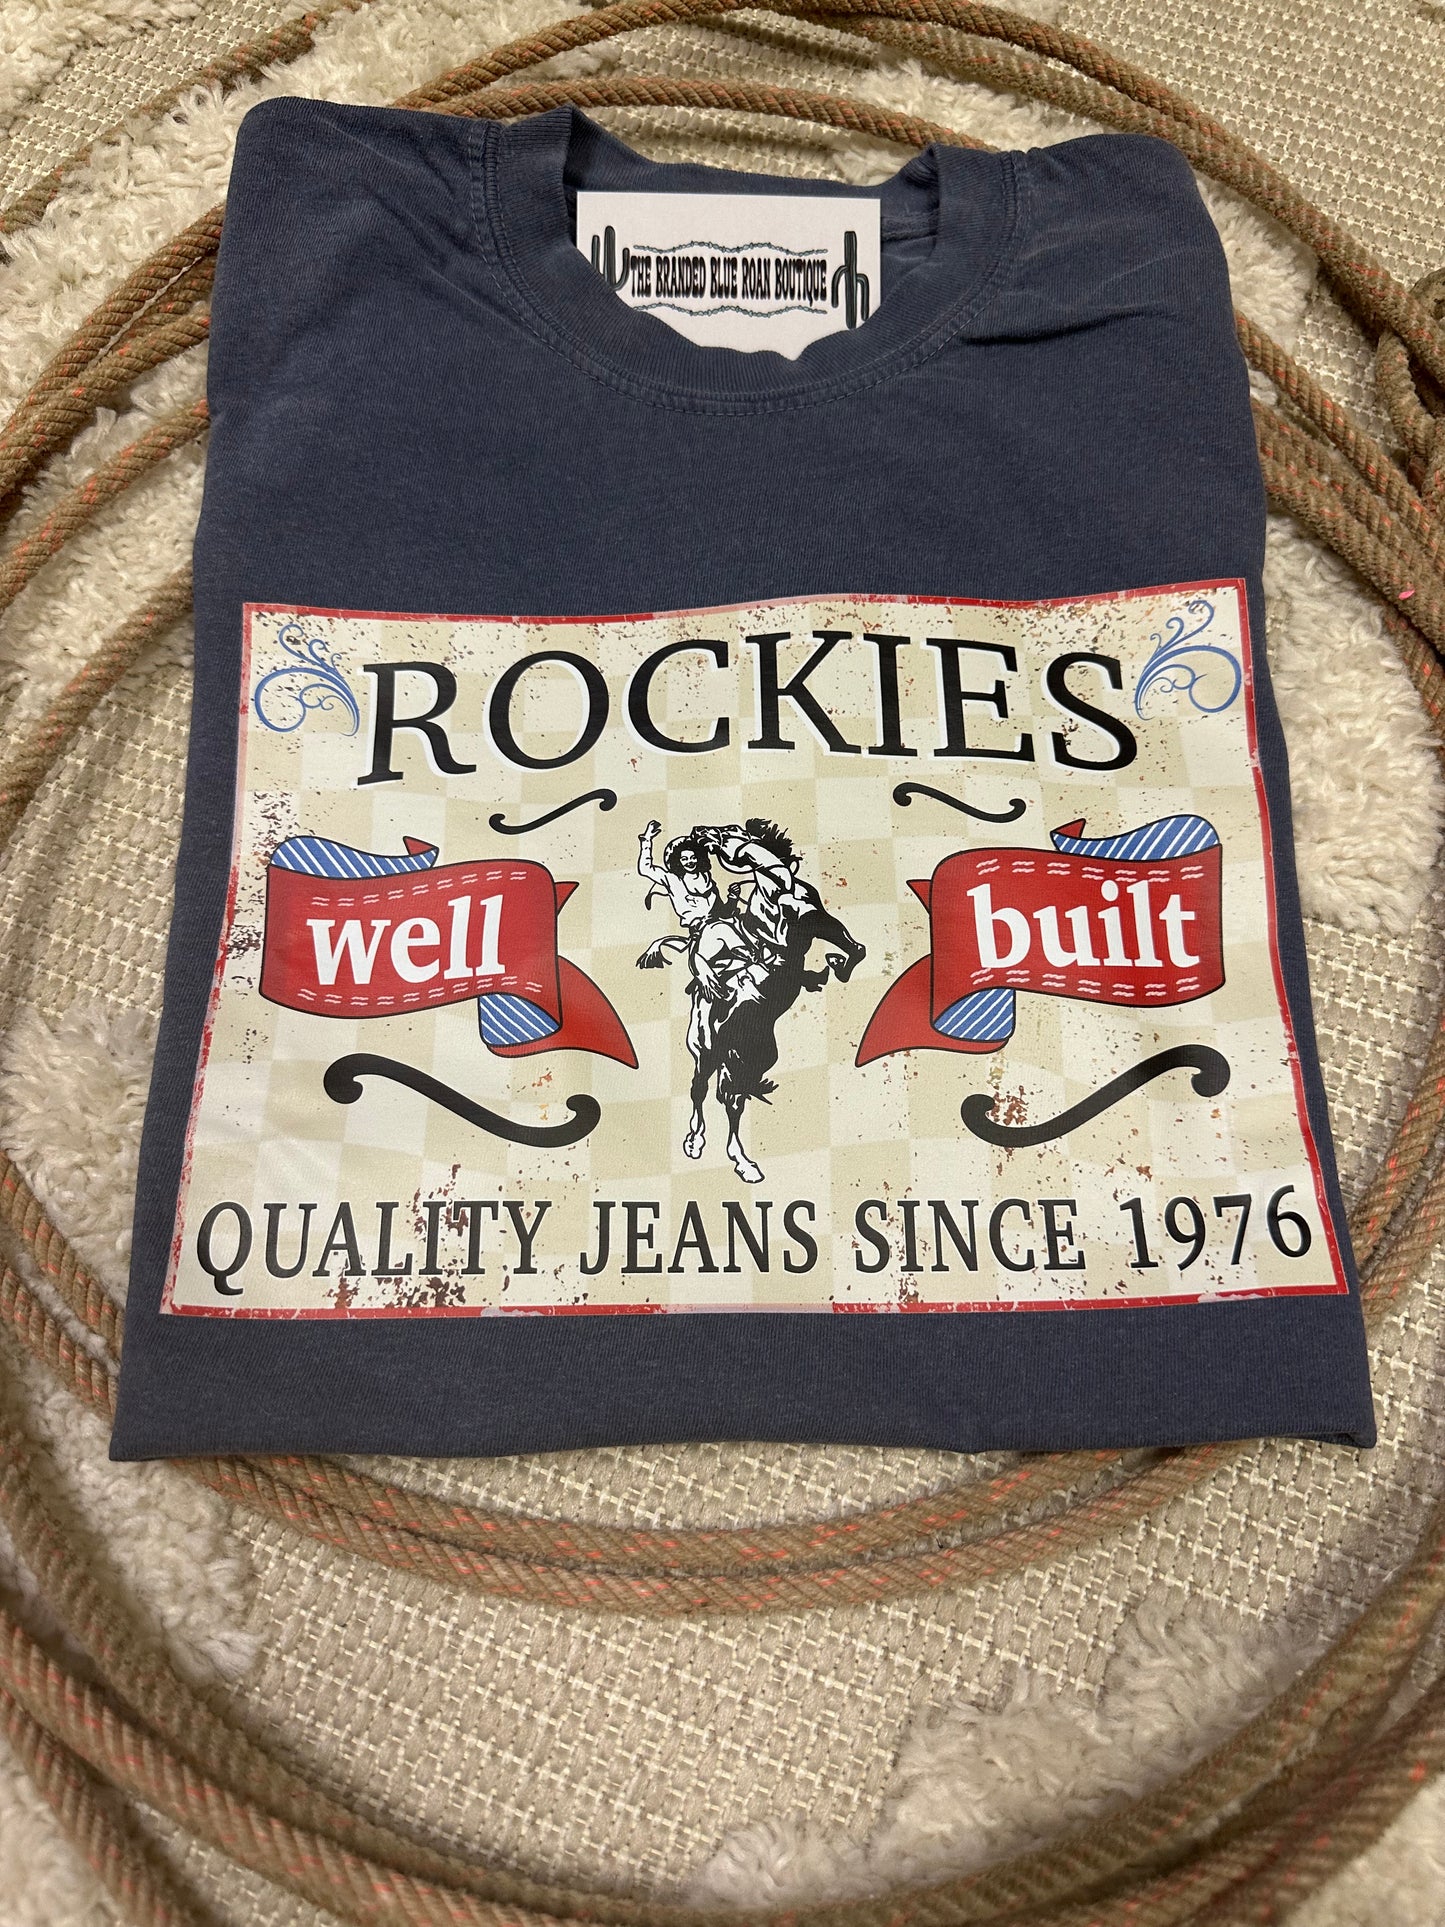 THE BRANDED BLUE ROAN BOUTIQUE
ROCKIES
well built
QUALITY JEANS SINCE 1976